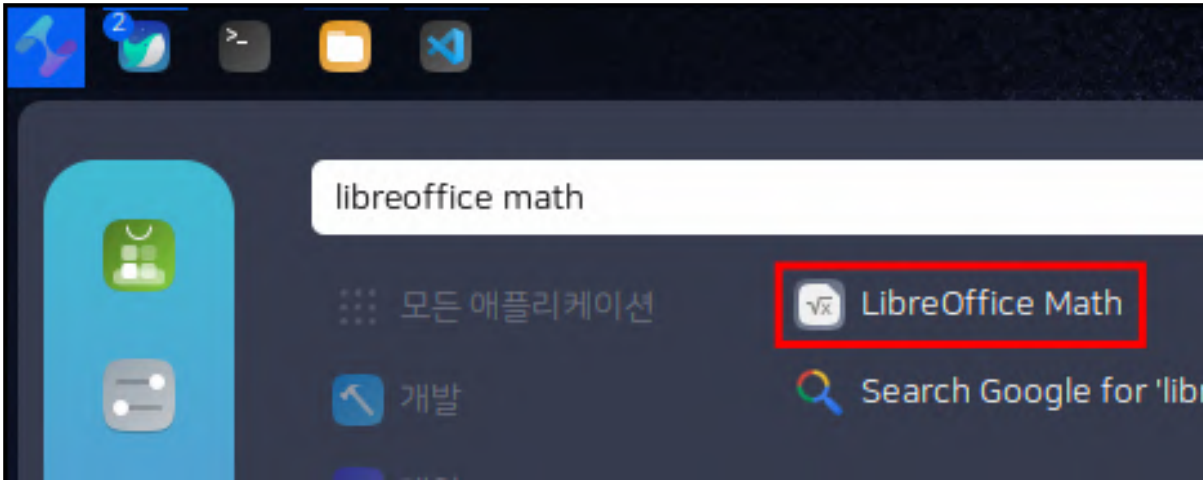 2
>_
libreoffice math
모든 애플리케이션
√x LibreOffice Math
개발
Search Google for 'libr